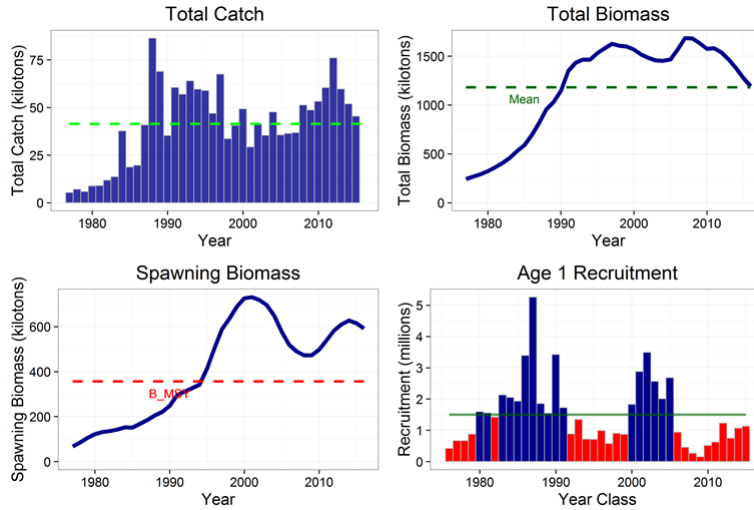 Total Catch
Total Catch (kilotons)
75
50
25
0
1980
1990
2000
2010
Year
Total Biomass
Total Biomass (kilotons)
1500
1000
500
0
Mean
1980
1990
2000
2010
Year
Spawning Biomass
Spawning Biomass (kilotons)
600
400
200
0
B_MSY
1980
1990
2000
2010
Year
Age 1 Recruitment
Recruitment (millions)
5
4
3
2
1
0
1980
1990
2000
2010
Year Class